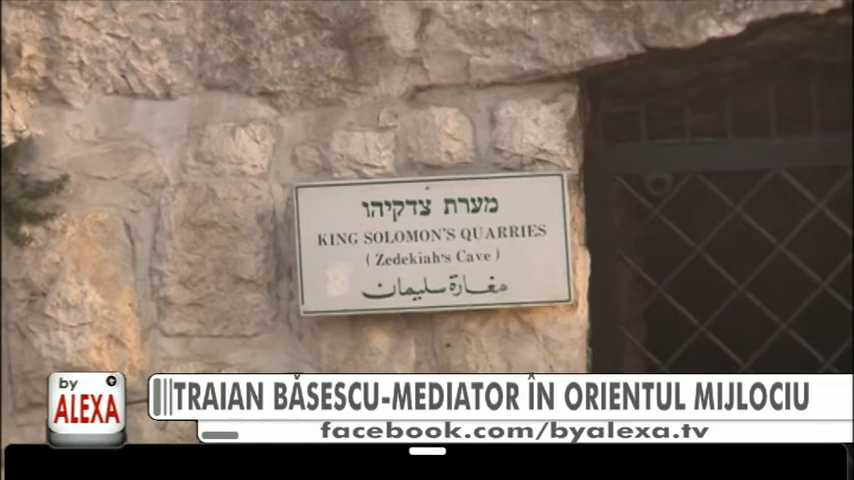 מערת צדקיהו
KING SOLOMON'S QUARRIES
(Zedekiah's Cave)
مغارة سليمان
by
ALEXA
TRAIAN BĂSESCU-MEDIATOR ÎN ORIENTUL MIJLOCIU
facebook.com/byalexa.tv